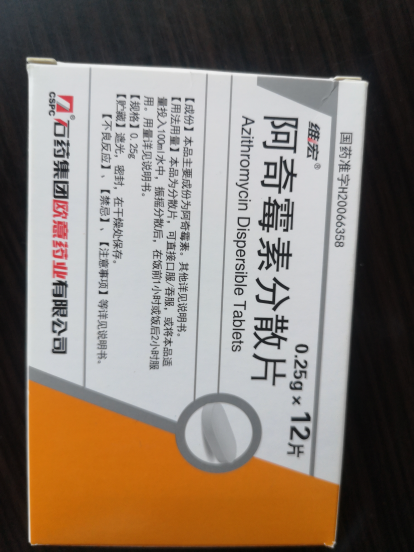 国药准字H20066358
维宏®
阿奇霉素分散片
Azithromycin Dispersible Tablets
0.25g×12片
【成份】本品主要成份为阿奇霉素。其他详见说明书。
【用法用量】本品为分散片，可直接口服/吞服，或将本品适
量投入100ml水中，振摇分散后，在饭前1小时或饭后2小时服
用。用量详见说明书。
【规格】0.25g
【贮藏】遮光，密封，在干燥处保存。
【不良反应】、【禁忌】、【注意事项】等详见说明书。
CSPC
石药集团欧意药业有限公司